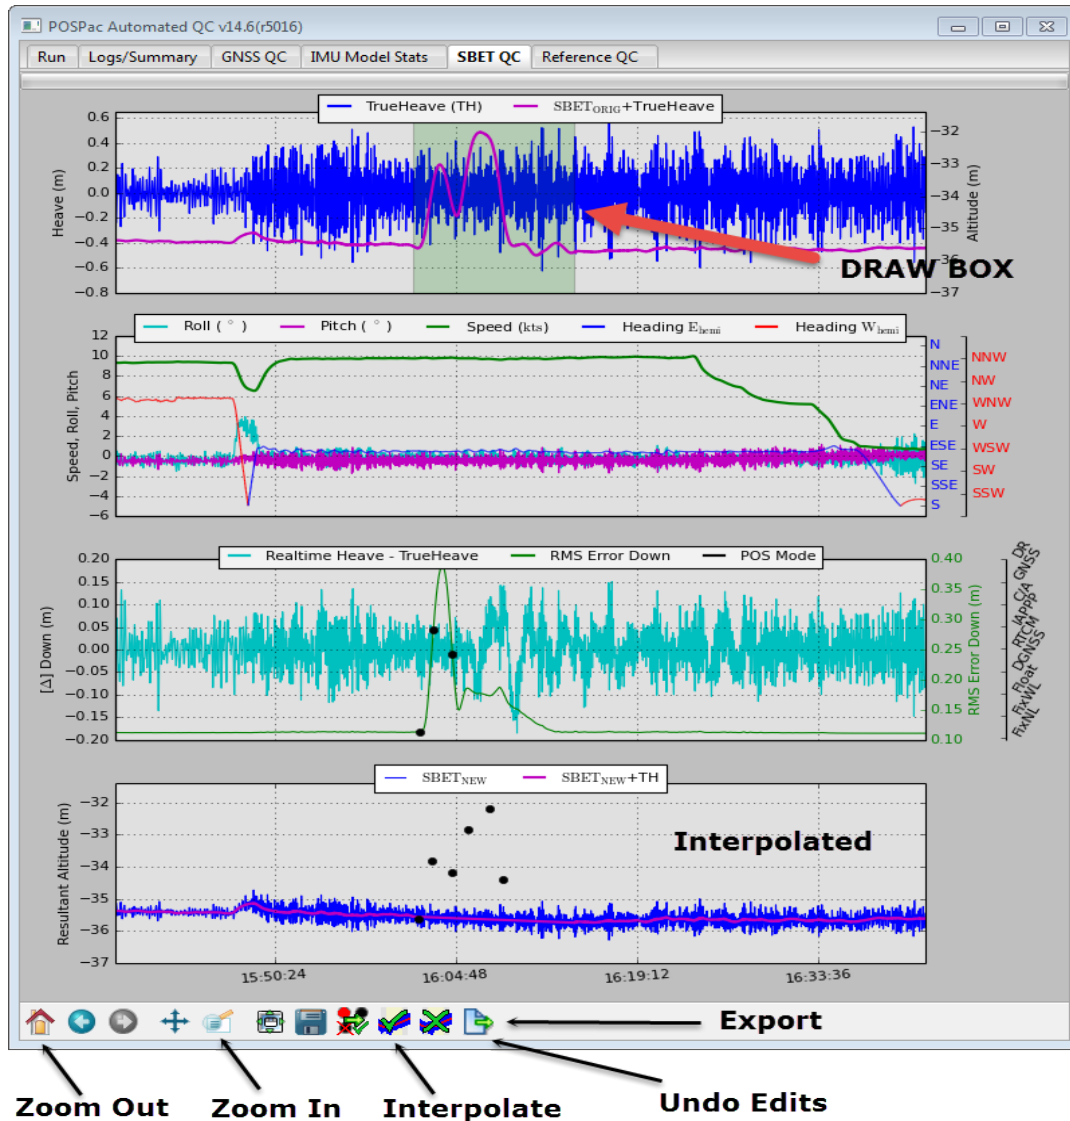 POSPac Automated QC v14.6(r5016)
Run Logs/Summary GNSS QC IMU Model Stats SBET QC Reference QC
TrueHeave (TH) SBET_ORIG+TrueHeave
Heave (m)
0.6
0.4
0.2
0.0
−0.2
−0.4
−0.6
−0.8
−32
−33
−34
−35
−36
−37
Altitude (m)
DRAW BOX
Roll ( ° ) Pitch ( ° ) Speed (kts) Heading E_hemi Heading W_hemi
Speed, Roll, Pitch
12
10
8
6
4
2
0
−2
−4
−6
N
NNE
NE
ENE
E
ESE
SE
SSE
S
NNW
NW
WNW
W
WSW
SW
SSW
Realtime Heave - TrueHeave RMS Error Down POS Mode
[Δ] Down (m)
0.20
0.15
0.10
0.05
0.00
−0.05
−0.10
−0.15
−0.20
0.40
0.35
0.30
0.25
0.20
0.15
0.10
RMS Error Down (m)
DR
GNSS
C/A
IAPPP
RTCM
DGNSS
Float
FixWL
FixNL
SBET_NEW SBET_NEW+TH
Resultant Altitude (m)
−32
−33
−34
−35
−36
−37
Interpolated
15:50:24 16:04:48 16:19:12 16:33:36
Export
Zoom Out Zoom In Interpolate Undo Edits